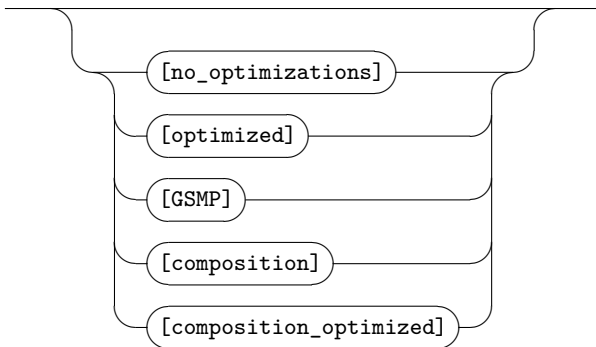 [no_optimizations]
[optimized]
[GSMP]
[composition]
[composition_optimized]